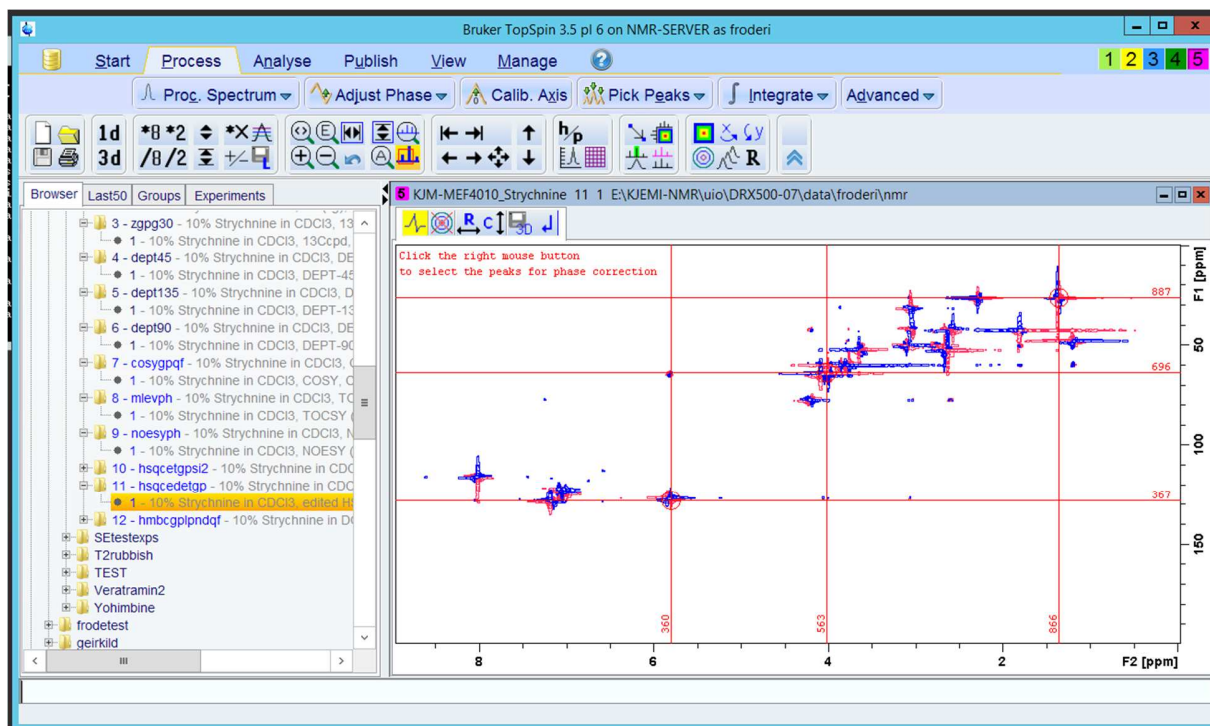 Bruker TopSpin 3.5 pl 6 on NMR-SERVER as froderi
Start Process Analyse Publish View Manage ? 1 2 3 4 5
Proc. Spectrum Adjust Phase Calib. Axis Pick Peaks Integrate Advanced
1d *8 *2 *X h/p
3d /8 /2 +/- L A R
Browser Last50 Groups Experiments
3 - zgpg30 - 10% Strychnine in CDCl3, 13
1 - 10% Strychnine in CDCl3, 13Ccpd,
4 - dept45 - 10% Strychnine in CDCl3, DE
1 - 10% Strychnine in CDCl3, DEPT-45
5 - dept135 - 10% Strychnine in CDCl3, D
1 - 10% Strychnine in CDCl3, DEPT-13
6 - dept90 - 10% Strychnine in CDCl3, DE
1 - 10% Strychnine in CDCl3, DEPT-90
7 - cosygpqf - 10% Strychnine in CDCl3, C
1 - 10% Strychnine in CDCl3, COSY, C
8 - mlevph - 10% Strychnine in CDCl3, TO
1 - 10% Strychnine in CDCl3, TOCSY (
9 - noesyph - 10% Strychnine in CDCl3, N
1 - 10% Strychnine in CDCl3, NOESY (
10 - hsqcetgpsi2 - 10% Strychnine in CDC
11 - hsqcedetgp - 10% Strychnine in CDCl
1 - 10% Strychnine in CDCl3, edited HS
12 - hmbcgplpndqf - 10% Strychnine in DC
SEtestexps
T2rubbish
TEST
Veratramin2
Yohimbine
frodetest
geirkild
5 KJM-MEF4010_Strychnine 11 1 E:\KJEMI-NMR\uio\DRX500-07\data\froderi\nmr
R C 3D
Click the right mouse button
to select the peaks for phase correction
887
696
367
360
563
866
F1 [ppm]
50
100
150
8 6 4 2 F2 [ppm]